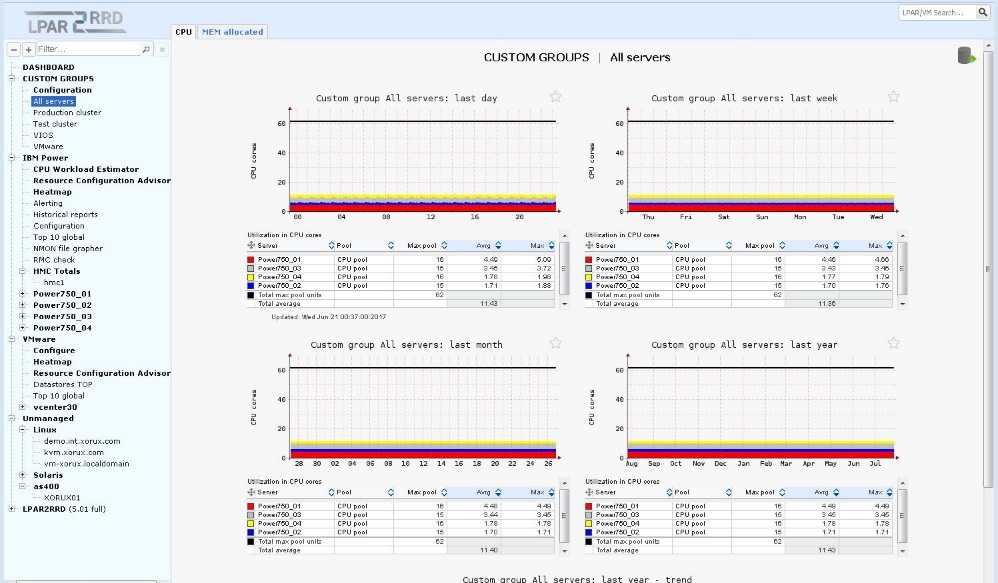 LPAR2RRD
LPAR/VM Search...
CPU
MEM allocated
Filter...
DASHBOARD
CUSTOM GROUPS
Configuration
All servers
Production cluster
Test cluster
VIOS
VMware
IBM Power
CPU Workload Estimator
Resource Configuration Advisor
Heatmap
Alerting
Historical reports
Configuration
Top 10 global
NMON file grapher
RMC check
HMC Totals
hmc1
Power750_01
Power750_02
Power750_03
Power750_04
VMware
Configure
Heatmap
Resource Configuration Advisor
Datastores TOP
Top 10 global
vcenter30
Unmanaged
Linux
demo.int.xorux.com
kvm.xorux.com
vm-xorux.localdomain
Solaris
as400
XORUX01
LPAR2RRD (5.01 full)
CUSTOM GROUPS | All servers
Custom group All servers: last day
CPU cores
60
40
20
0
00 04 08 12 16 20
Utilization in CPU cores
Server Pool Max pool Avrg Max
Power750_01 CPU pool 16 4.49 5.09
Power750_03 CPU pool 15 3.46 3.72
Power750_04 CPU pool 16 1.78 1.98
Power750_02 CPU pool 15 1.71 1.88
Total max pool units 62
Total average 11.43
Updated: Wed Jun 21 00:37:00 2017
Custom group All servers: last week
CPU cores
60
40
20
0
Thu Fri Sat Sun Mon Tue Wed
Utilization in CPU cores
Server Pool Max pool Avrg Max
Power750_01 CPU pool 16 4.46
Power750_03 CPU pool 15 3.43
Power750_04 CPU pool 16 1.77 1.79
Power750_02 CPU pool 15 1.70 1.76
Total max pool units 62
Total average 11.36
Custom group All servers: last month
CPU cores
60
40
20
0
28 30 02 04 06 08 10 12 14 16 18 20 22 24 26
Utilization in CPU cores
Server Pool Max pool Avrg Max
Power750_01 CPU pool 16 4.48 4.49
Power750_03 CPU pool 15 3.44 3.45
Power750_04 CPU pool 16 1.78 1.78
Power750_02 CPU pool 15 1.70 1.71
Total max pool units 62
Total average 11.40
Custom group All servers: last year
CPU cores
60
40
20
0
Aug Sep Oct Nov Dec Jan Feb Mar Apr May Jun Jul
Utilization in CPU cores
Server Pool Max pool Avrg Max
Power750_01 CPU pool 16 4.49 4.49
Power750_03 CPU pool 15 3.45 3.45
Power750_04 CPU pool 16 1.78 1.78
Power750_02 CPU pool 15 1.71 1.71
Total max pool units 62
Total average 11.43
Custom group All servers: last year - trend